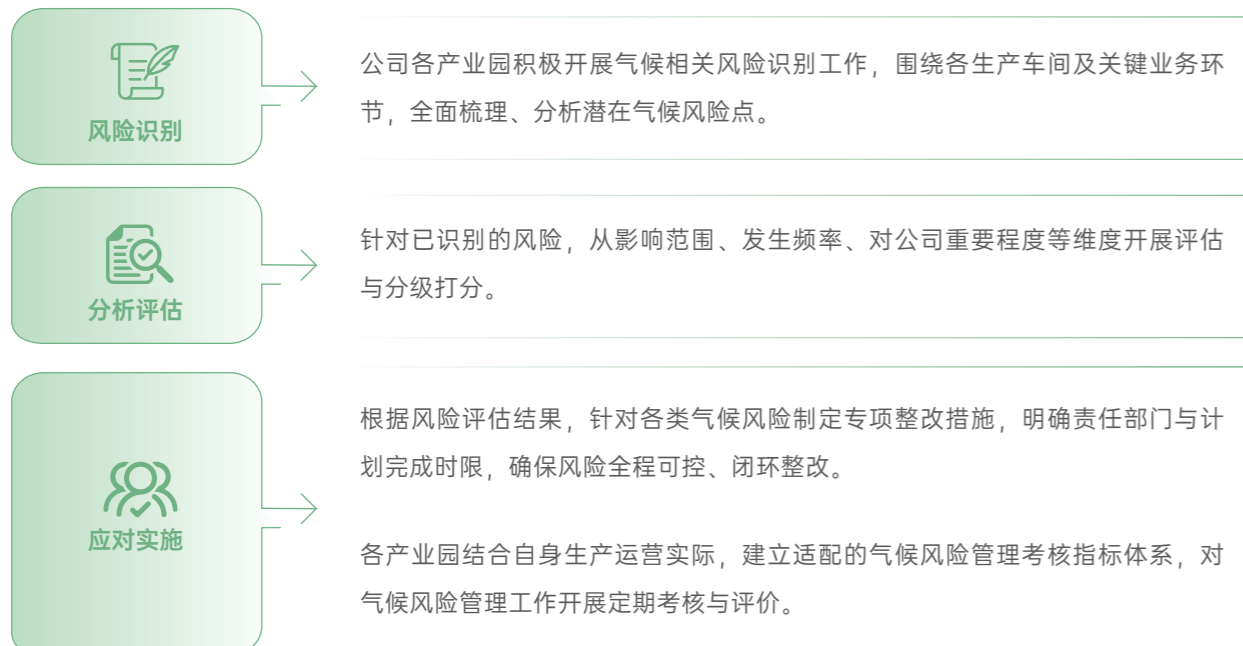 风险识别
公司各产业园积极开展气候相关风险识别工作，围绕各生产车间及关键业务环
节，全面梳理、分析潜在气候风险点。
分析评估
针对已识别的风险，从影响范围、发生频率、对公司重要程度等维度开展评估
与分级打分。
应对实施
根据风险评估结果，针对各类气候风险制定专项整改措施，明确责任部门与计
划完成时限，确保风险全程可控、闭环整改。
各产业园结合自身生产运营实际，建立适配的气候风险管理考核指标体系，对
气候风险管理工作开展定期考核与评价。